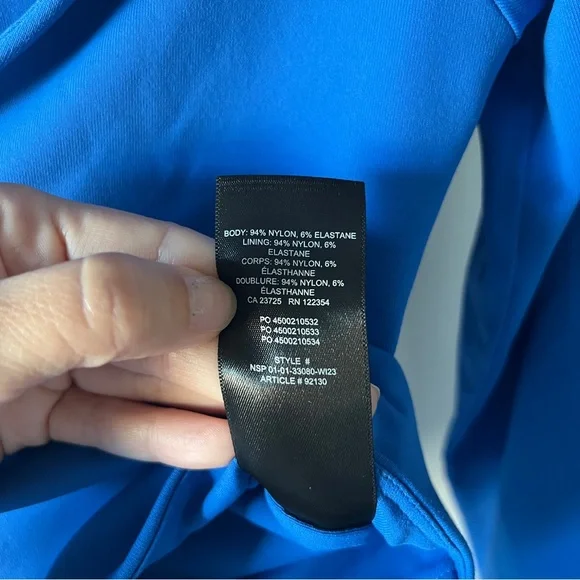 BODY: 94% NYLON, 6% ELASTANE
LINING: 94% NYLON, 6%
ELASTANE
CORPS: 94% NYLON, 6%
ÉLASTHANNE
DOUBLURE: 94% NYLON, 6%
ÉLASTHANNE
CA 23725 RN 122354
PO 4500210532
PO 4500210533
PO 4500210534
STYLE #
NSP 01-01-33080-WI23
ARTICLE # 92130